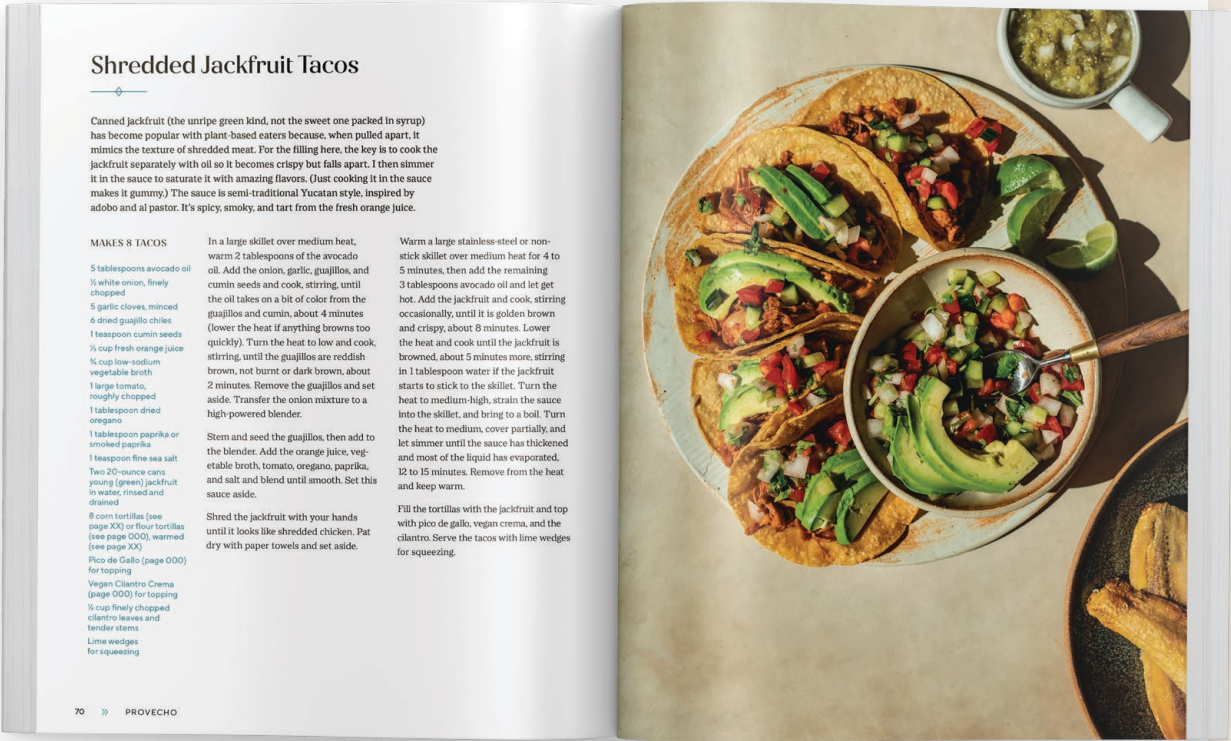 Shredded Jackfruit Tacos
Canned jackfruit (the unripe green kind, not the sweet one packed in syrup)
has become popular with plant-based eaters because, when pulled apart, it
mimics the texture of shredded meat. For the filling here, the key is to cook the
jackfruit separately with oil so it becomes crispy but falls apart. I then simmer
it in the sauce to saturate it with amazing flavors. (Just cooking it in the sauce
makes it gummy.) The sauce is semi-traditional Yucatan style, inspired by
adobo and al pastor. It's spicy, smoky, and tart from the fresh orange juice.
MAKES 8 TACOS
5 tablespoons avocado oil
½ white onion, finely
chopped
5 garlic cloves, minced
6 dried guajillo chiles
1 teaspoon cumin seeds
cup fresh orange juice
¾ cup low-sodium
vegetable broth
1 large tomato,
roughly chopped
1 tablespoon dried
oregano
1 tablespoon paprika or
smoked paprika
1 teaspoon fine sea salt
Two 20-ounce cans
young (green) jackfruit
in water, rinsed and
drained
8 corn tortillas (see
page XX) or flour tortillas
(see page 000), warmed
(see page XX)
Pico de Gallo (page 000)
for topping
Vegan Cilantro Crema
(page 000) for topping
¼ cup finely chopped
cilantro leaves and
tender stems
Lime wedges
for squeezing
In a large skillet over medium heat,
warm 2 tablespoons of the avocado
oil. Add the onion, garlic, guajillos, and
cumin seeds and cook, stirring, until
the oil takes on a bit of color from the
guajillos and cumin, about 4 minutes
(lower the heat if anything browns too
quickly). Turn the heat to low and cook,
stirring, until the guajillos are reddish
brown, not burnt or dark brown, about
2 minutes. Remove the guajillos and set
aside. Transfer the onion mixture to a
high-powered blender.
Stem and seed the guajillos, then add to
the blender. Add the orange juice, veg-
etable broth, tomato, oregano, paprika,
and salt and blend until smooth. Set this
sauce aside.
Shred the jackfruit with your hands
until it looks like shredded chicken. Pat
dry with paper towels and set aside.
Warm a large stainless-steel or non-
stick skillet over medium heat for 4 to
5 minutes, then add the remaining
3 tablespoons avocado oil and let get
hot. Add the jackfruit and cook, stirring
occasionally, until it is golden brown
and crispy, about 8 minutes. Lower
the heat and cook until the jackfruit is
browned, about 5 minutes more, stirring
in 1 tablespoon water if the jackfruit
starts to stick to the skillet. Turn the
heat to medium-high, strain the sauce
into the skillet, and bring to a boil. Turn
the heat to medium, cover partially, and
let simmer until the sauce has thickened
and most of the liquid has evaporated,
12 to 15 minutes. Remove from the heat
and keep warm.
Fill the tortillas with the jackfruit and top
with pico de gallo, vegan crema, and the
cilantro. Serve the tacos with lime wedges
for squeezing.
70 » PROVECHO